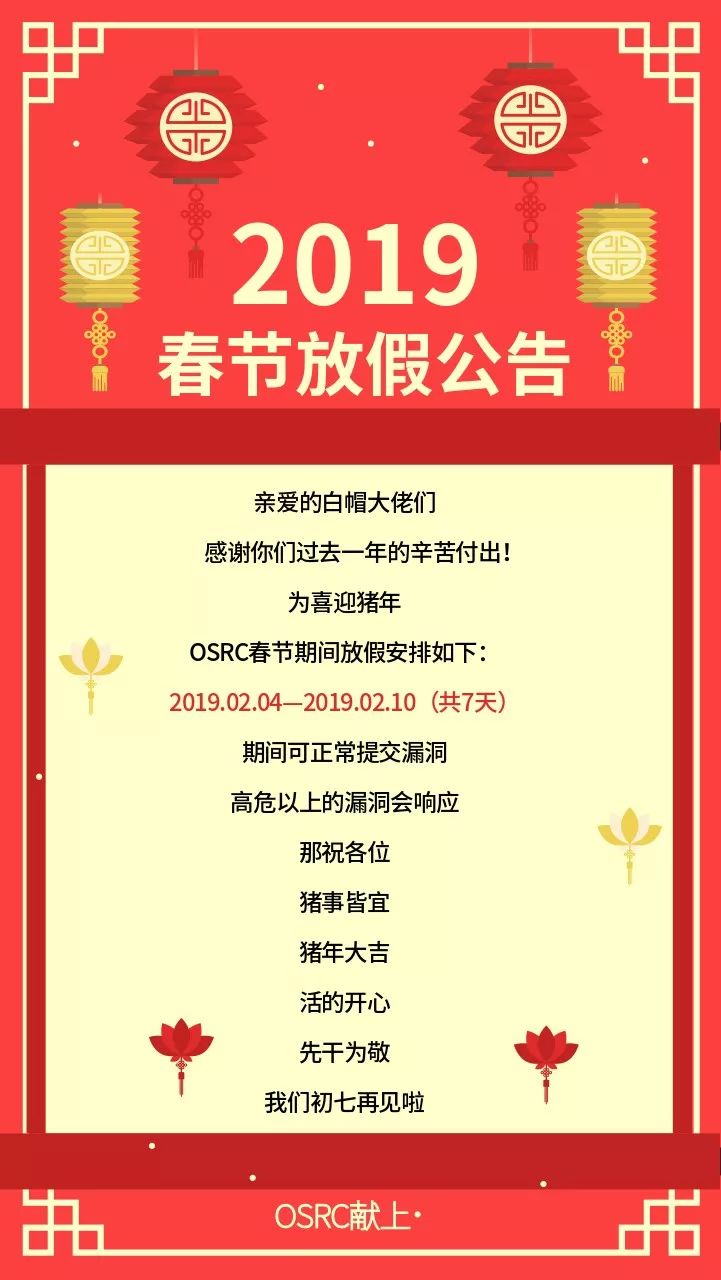 2019
春节放假公告
亲爱的白帽大佬们
感谢你们过去一年的辛苦付出！
为喜迎猪年
OSRC春节期间放假安排如下：
2019.02.04—2019.02.10（共7天）
期间可正常提交漏洞
高危以上的漏洞会响应
那祝各位
猪事皆宜
猪年大吉
活的开心
先干为敬
我们初七再见啦
OSRC献上·